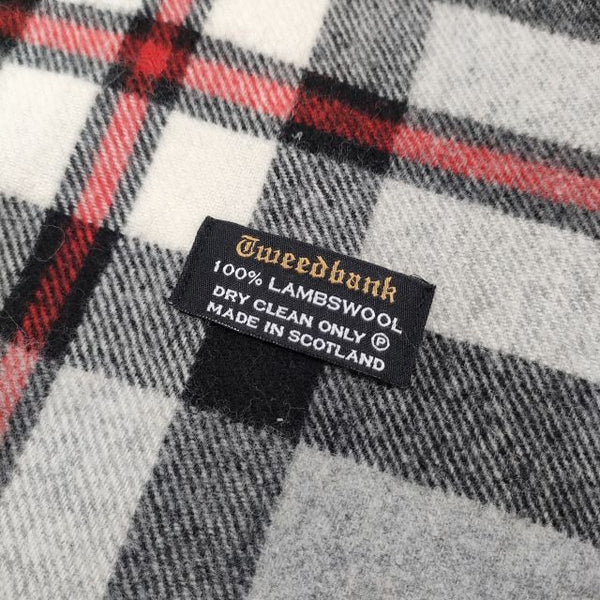 Tweedbank
100% LAMBSWOOL
DRY CLEAN ONLY Ⓟ
MADE IN SCOTLAND